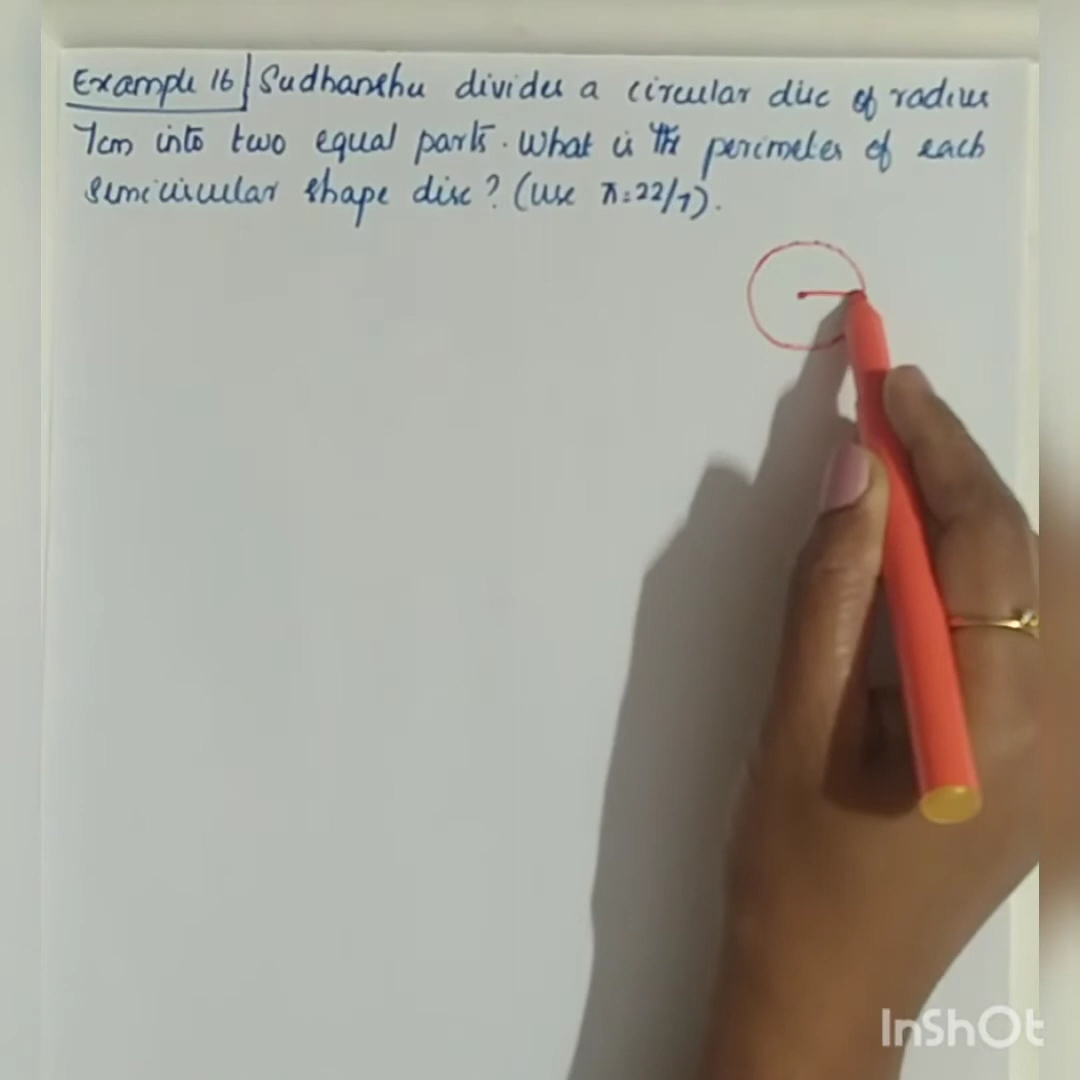 Example 16 Sudhanshu divides a circular disc of radius
7cm into two equal parts. What is the perimeter of each
semicircular shape disc? (Use π=22/7).
InShOt